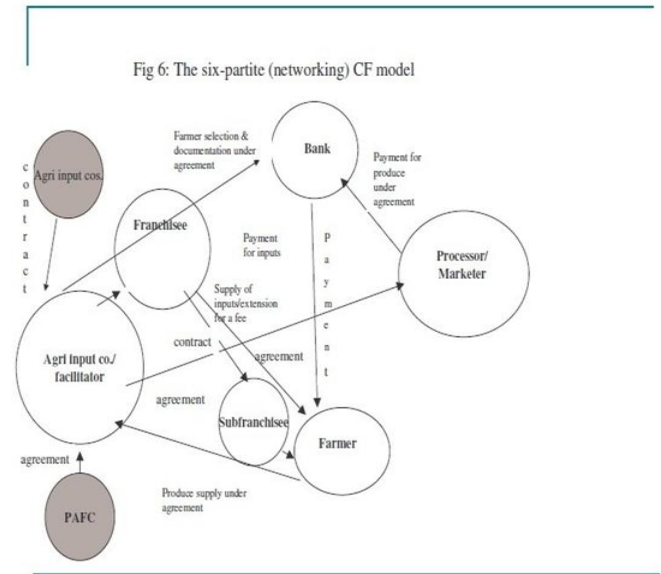 Fig 6: The six-partite (networking) CF model
Farmer selection &
documentation under
agreement
Bank
Payment for
produce
under
agreement
contract
Agri input cos.
Franchisee
Payment
for inputs
Payment
Processor/
Marketer
Supply of
inputs/extension
for a fee
contract
agreement
Agri input co./
facilitator
agreement
Subfranchisee
Farmer
agreement
Produce supply under
agreement
PAFC